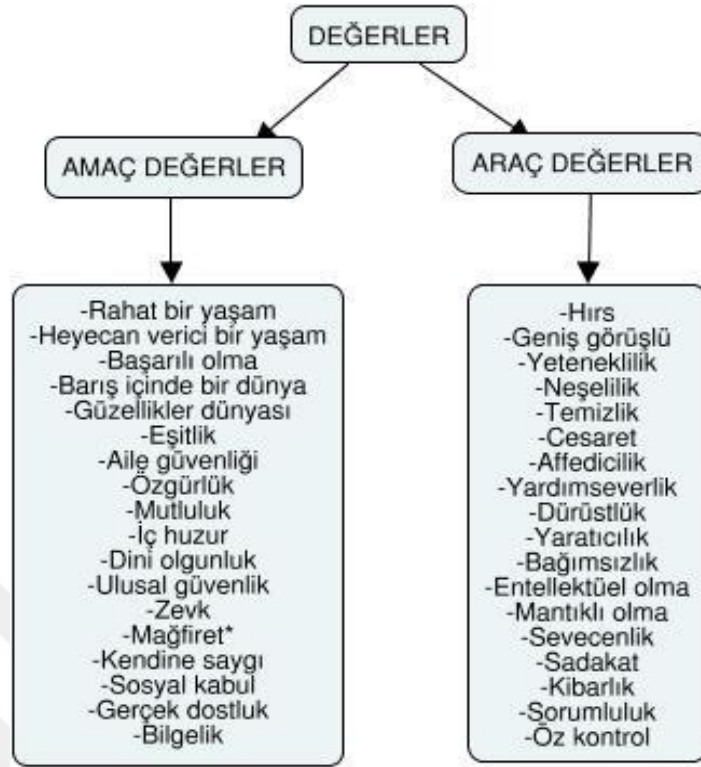 DEĞERLER
AMAÇ DEĞERLER
ARAÇ DEĞERLER
-Rahat bir yaşam
-Heyecan verici bir yaşam
-Başarılı olma
-Barış içinde bir dünya
-Güzellikler dünyası
-Eşitlik
-Aile güvenliği
-Özgürlük
-Mutluluk
-İç huzur
-Dini olgunluk
-Ulusal güvenlik
-Zevk
-Mağfiret*
-Kendine saygı
-Sosyal kabul
-Gerçek dostluk
-Bilgelik
-Hırs
-Geniş görüşlü
-Yeteneklilik
-Neşelilik
-Temizlik
-Cesaret
-Affedicilik
-Yardımseverlik
-Dürüstlük
-Yaratıcılık
-Bağımsızlık
-Entellektüel olma
-Mantıklı olma
-Sevecenlik
-Sadakat
-Kibarlık
-Sorumluluk
-Öz kontrol